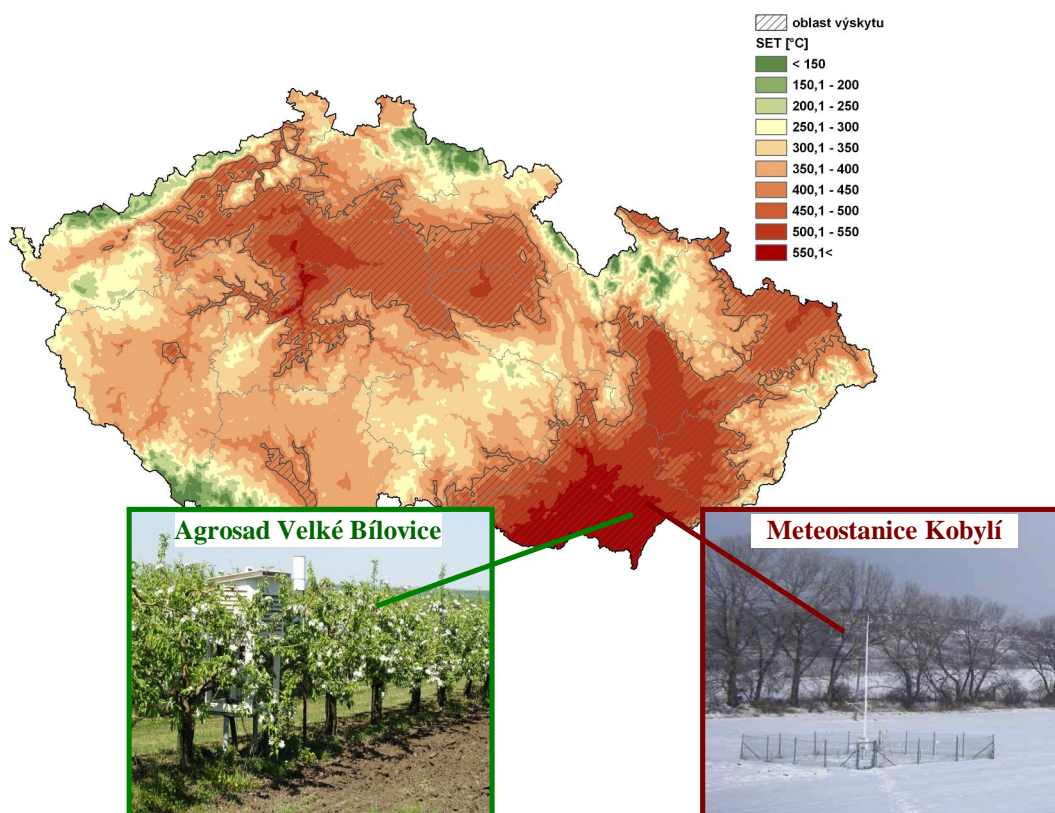 oblast výskytu
SET [°C]
< 150
150,1 - 200
200,1 - 250
250,1 - 300
300,1 - 350
350,1 - 400
400,1 - 450
450,1 - 500
500,1 - 550
550,1<
Agrosad Velké Bílovice
Meteostanice Kobylí